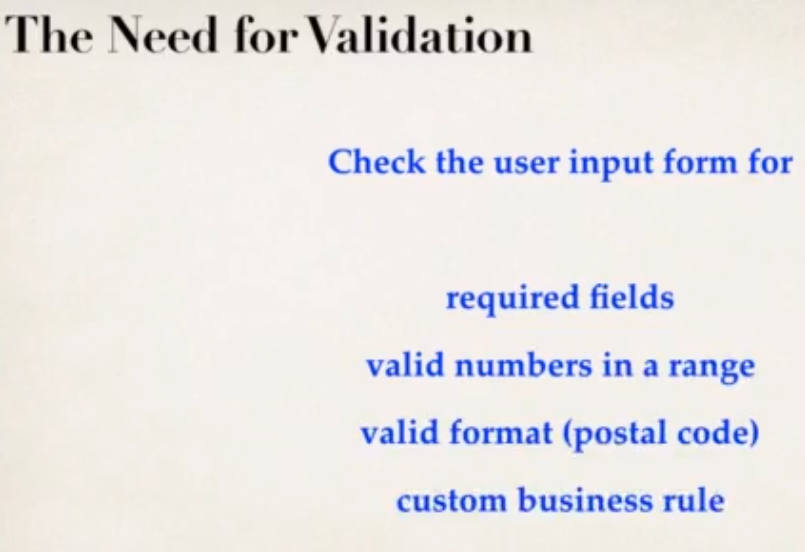 The Need for Validation
Check the user input form for
required fields
valid numbers in a range
valid format (postal code)
custom business rule